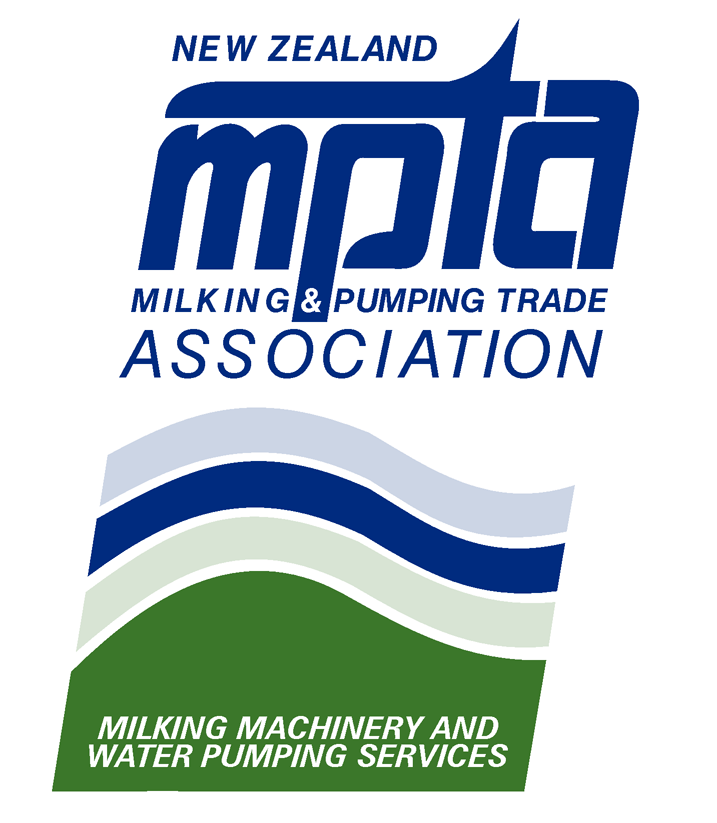 NEW ZEALAND
mpta
MILKING & PUMPING TRADE
ASSOCIATION
MILKING MACHINERY AND
WATER PUMPING SERVICES